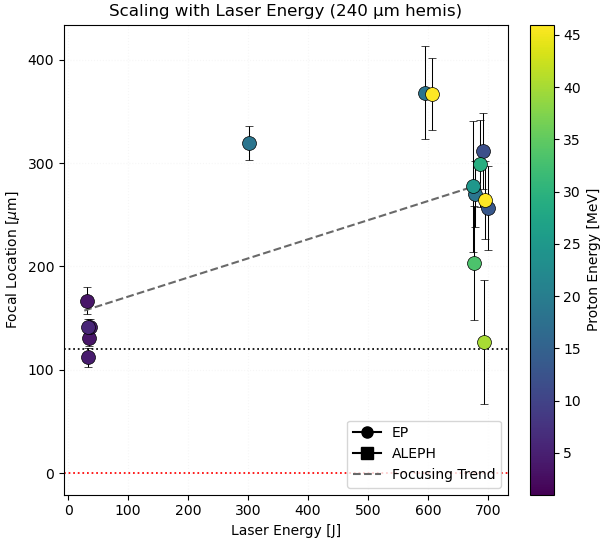 Scaling with Laser Energy (240 μm hemis)
Focal Location [μm]
400
300
200
100
0
0 100 200 300 400 500 600 700
Laser Energy [J]
EP
ALEPH
Focusing Trend
45
40
35
30
25
20
15
10
5
Proton Energy [MeV]